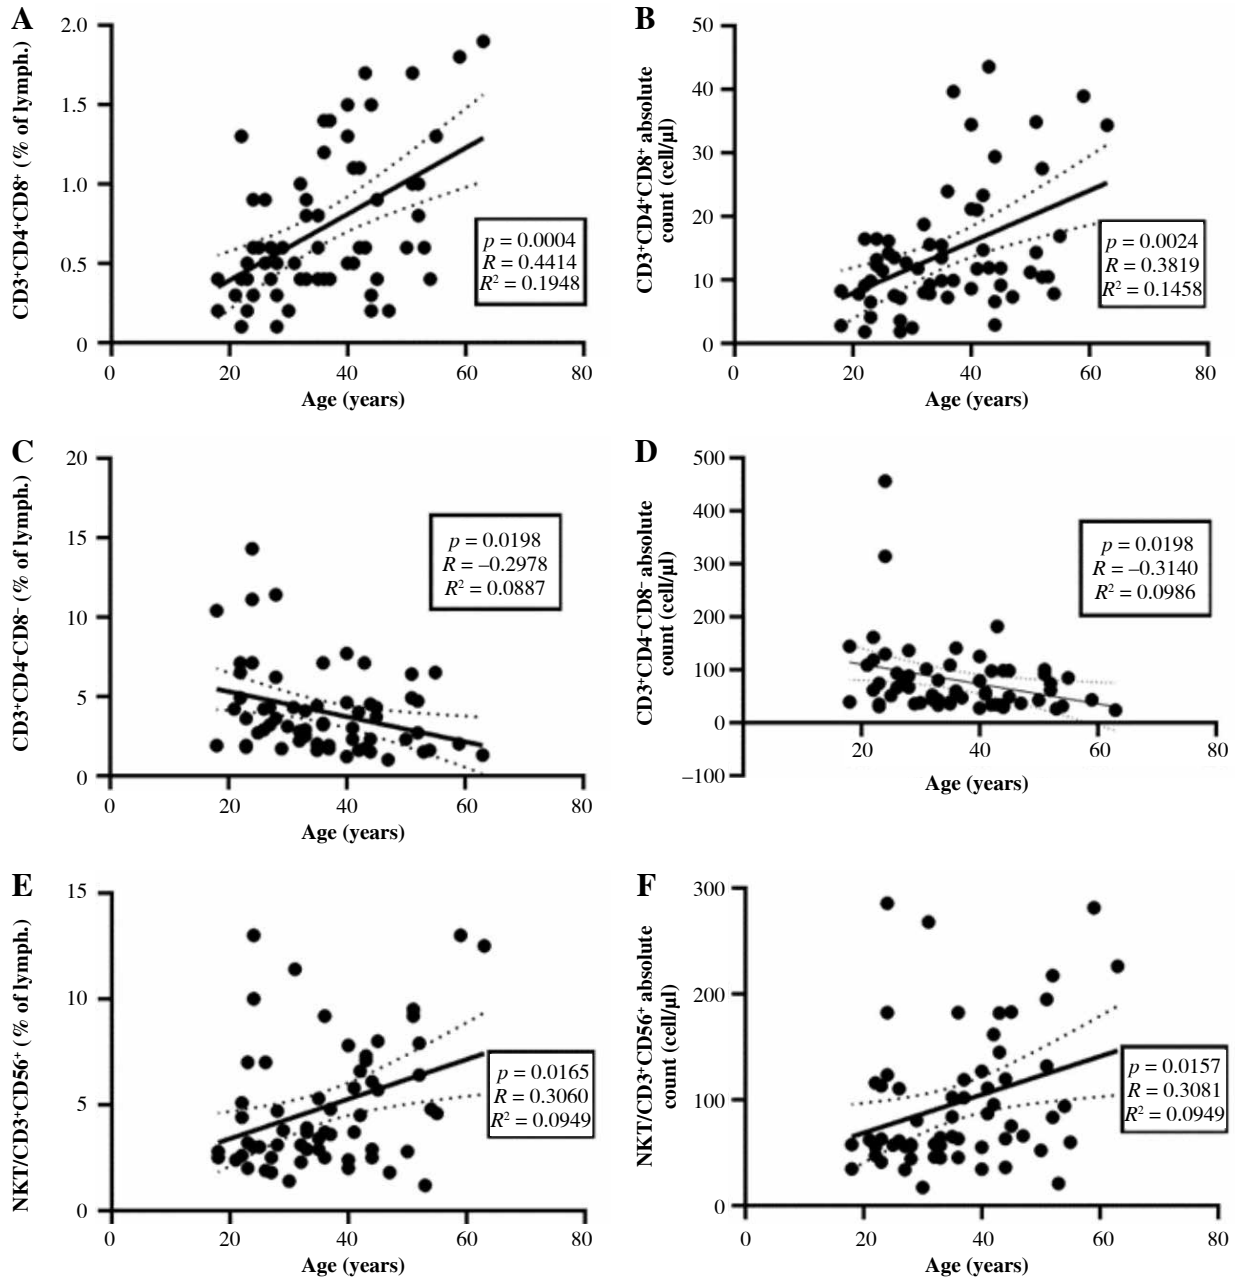 A
CD3⁺CD4⁺CD8⁺ (% of lymph.)
2.0
1.5
1.0
0.5
0
p = 0.0004
R = 0.4414
R² = 0.1948
0 20 40 60 80
Age (years)
B
CD3⁺CD4⁺CD8⁺ absolute
count (cell/µl)
50
40
30
20
10
0
p = 0.0024
R = 0.3819
R² = 0.1458
0 20 40 60 80
Age (years)
C
CD3⁺CD4⁻CD8⁻ (% of lymph.)
20
15
10
5
0
p = 0.0198
R = –0.2978
R² = 0.0887
0 20 40 60 80
Age (years)
D
CD3⁺CD4⁻CD8⁻ absolute
count (cell/µl)
500
400
300
200
100
0
–100
p = 0.0198
R = –0.3140
R² = 0.0986
20 40 60 80
Age (years)
E
NKT/CD3⁺CD56⁺ (% of lymph.)
15
10
5
0
p = 0.0165
R = 0.3060
R² = 0.0949
0 20 40 60 80
Age (years)
F
NKT/CD3⁺CD56⁺ absolute
count (cell/µl)
300
200
100
0
p = 0.0157
R = 0.3081
R² = 0.0949
0 20 40 60 80
Age (years)